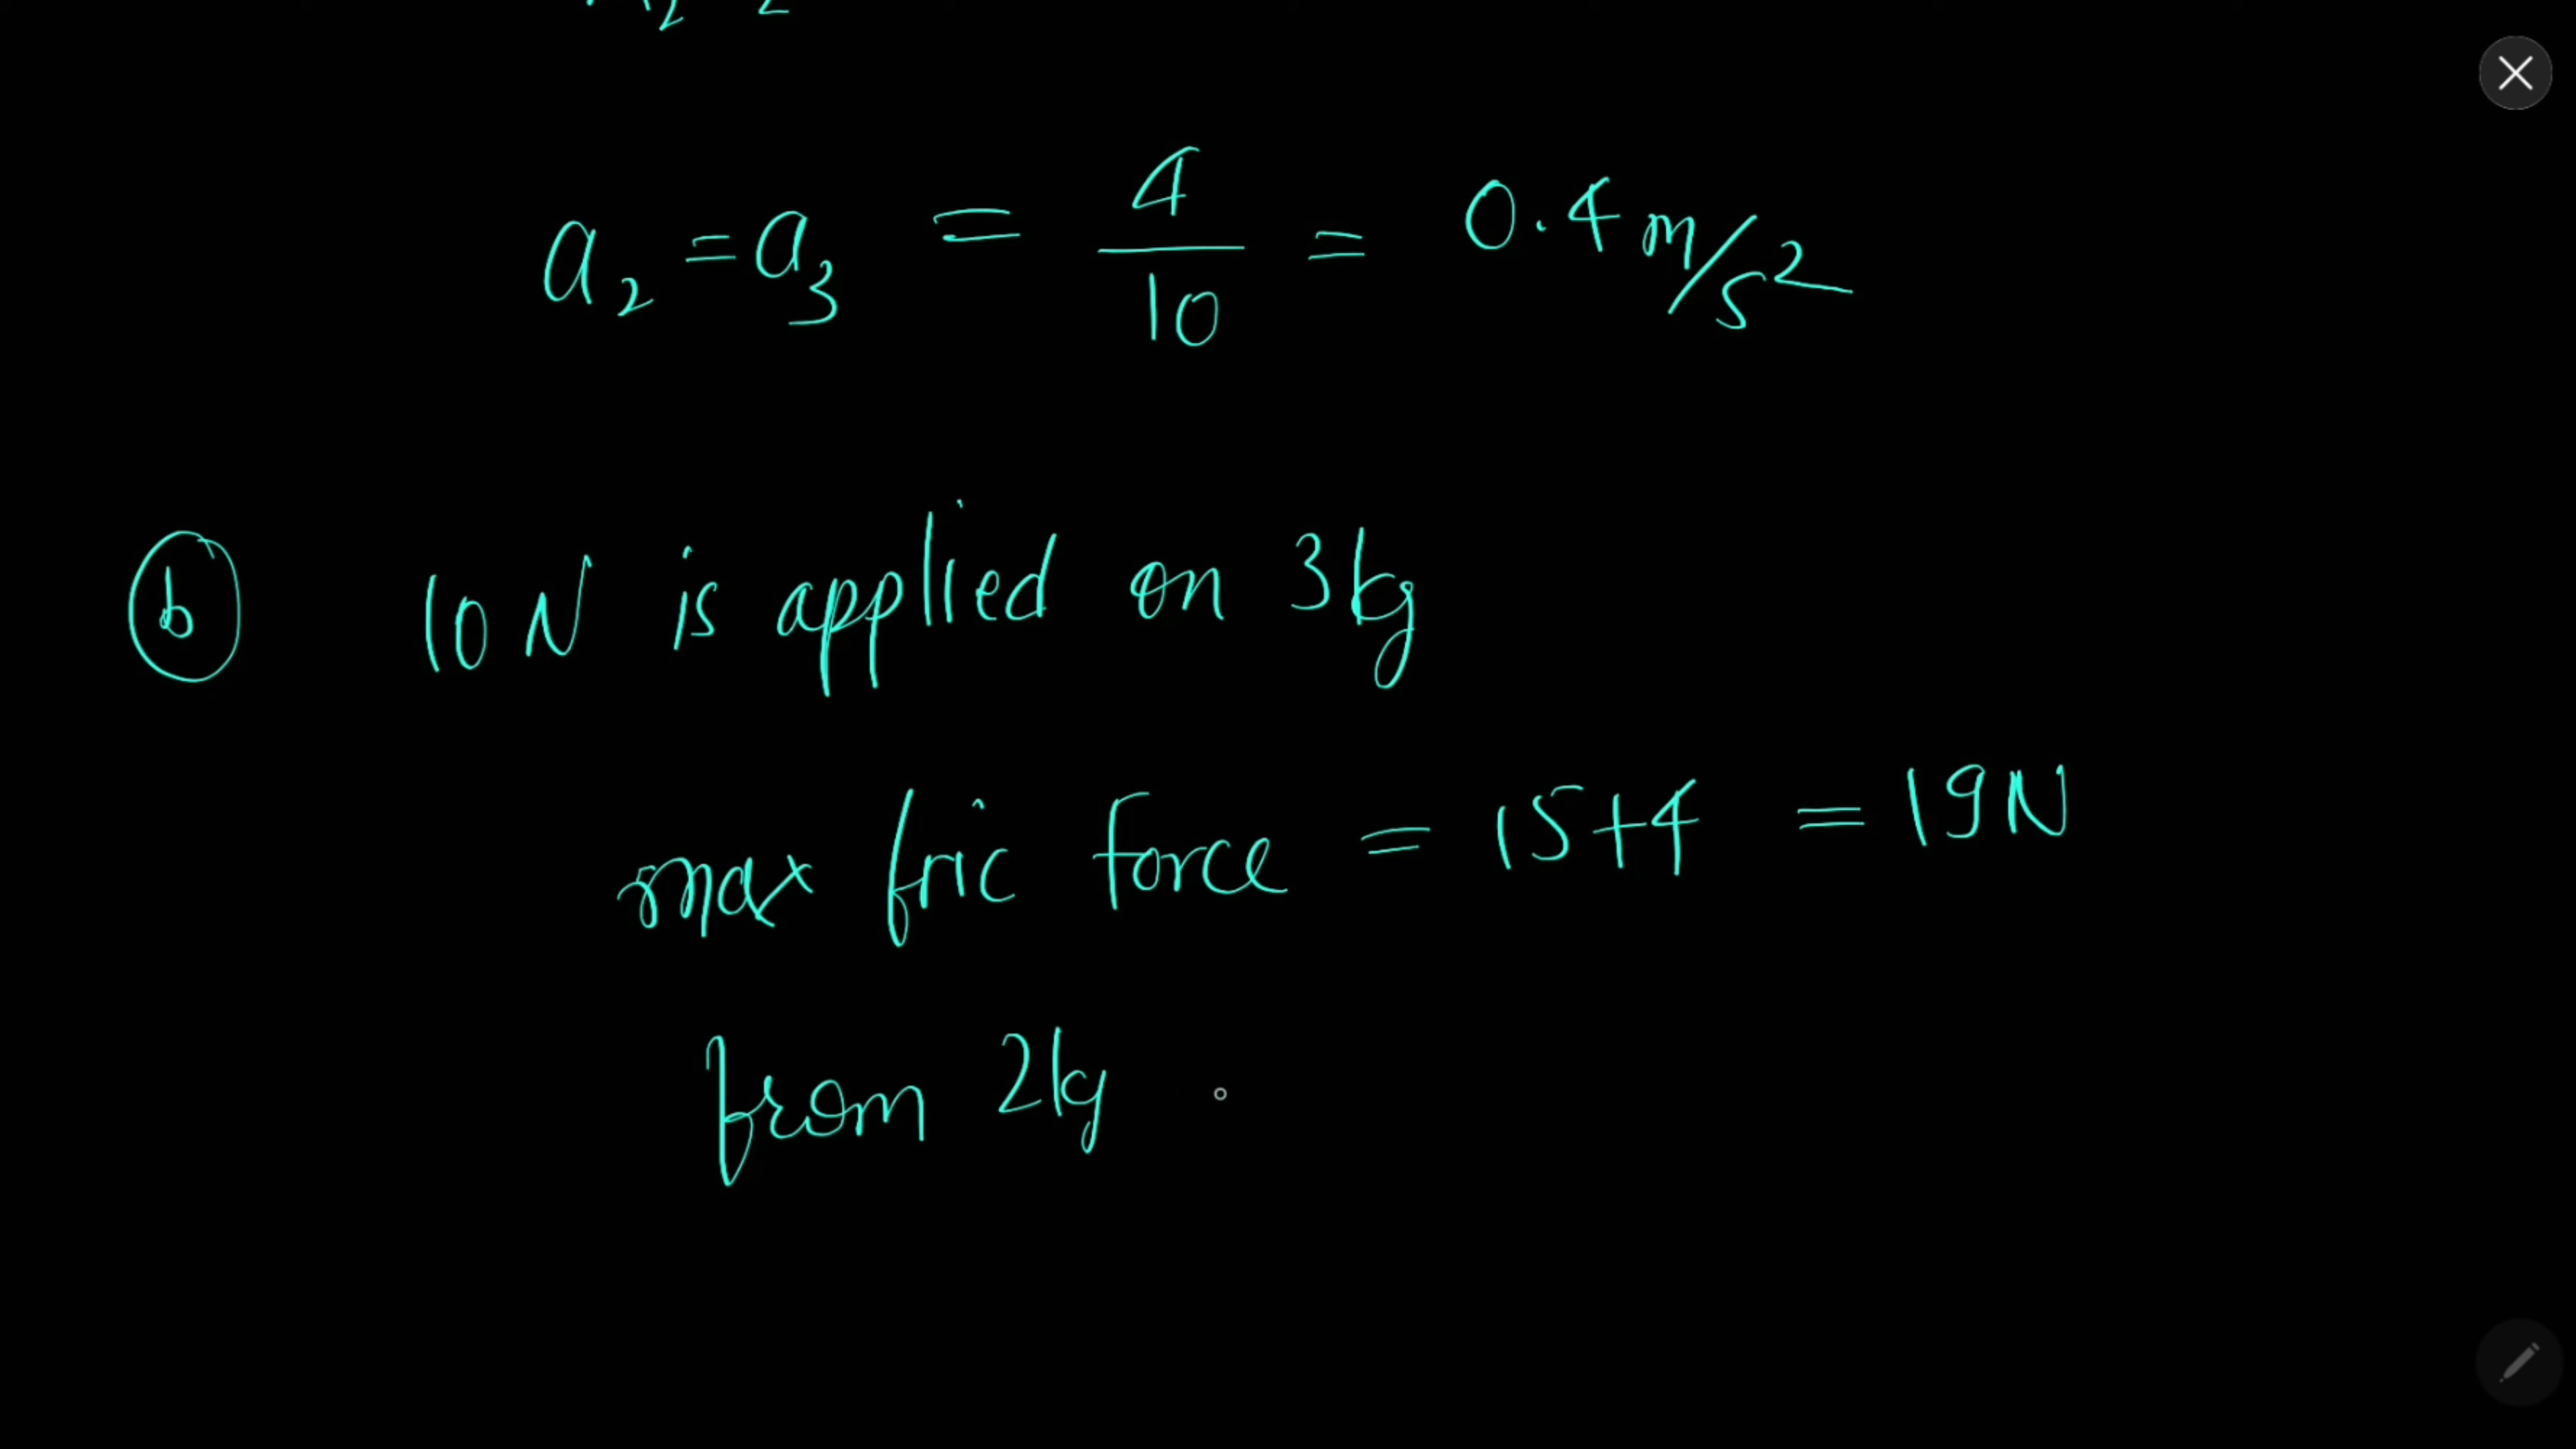 a₂ = a₃ = 4/10 = 0.4 m/s²
b 10 N is applied on 3kg
max fric force = 15+4 = 19N
from 2kg